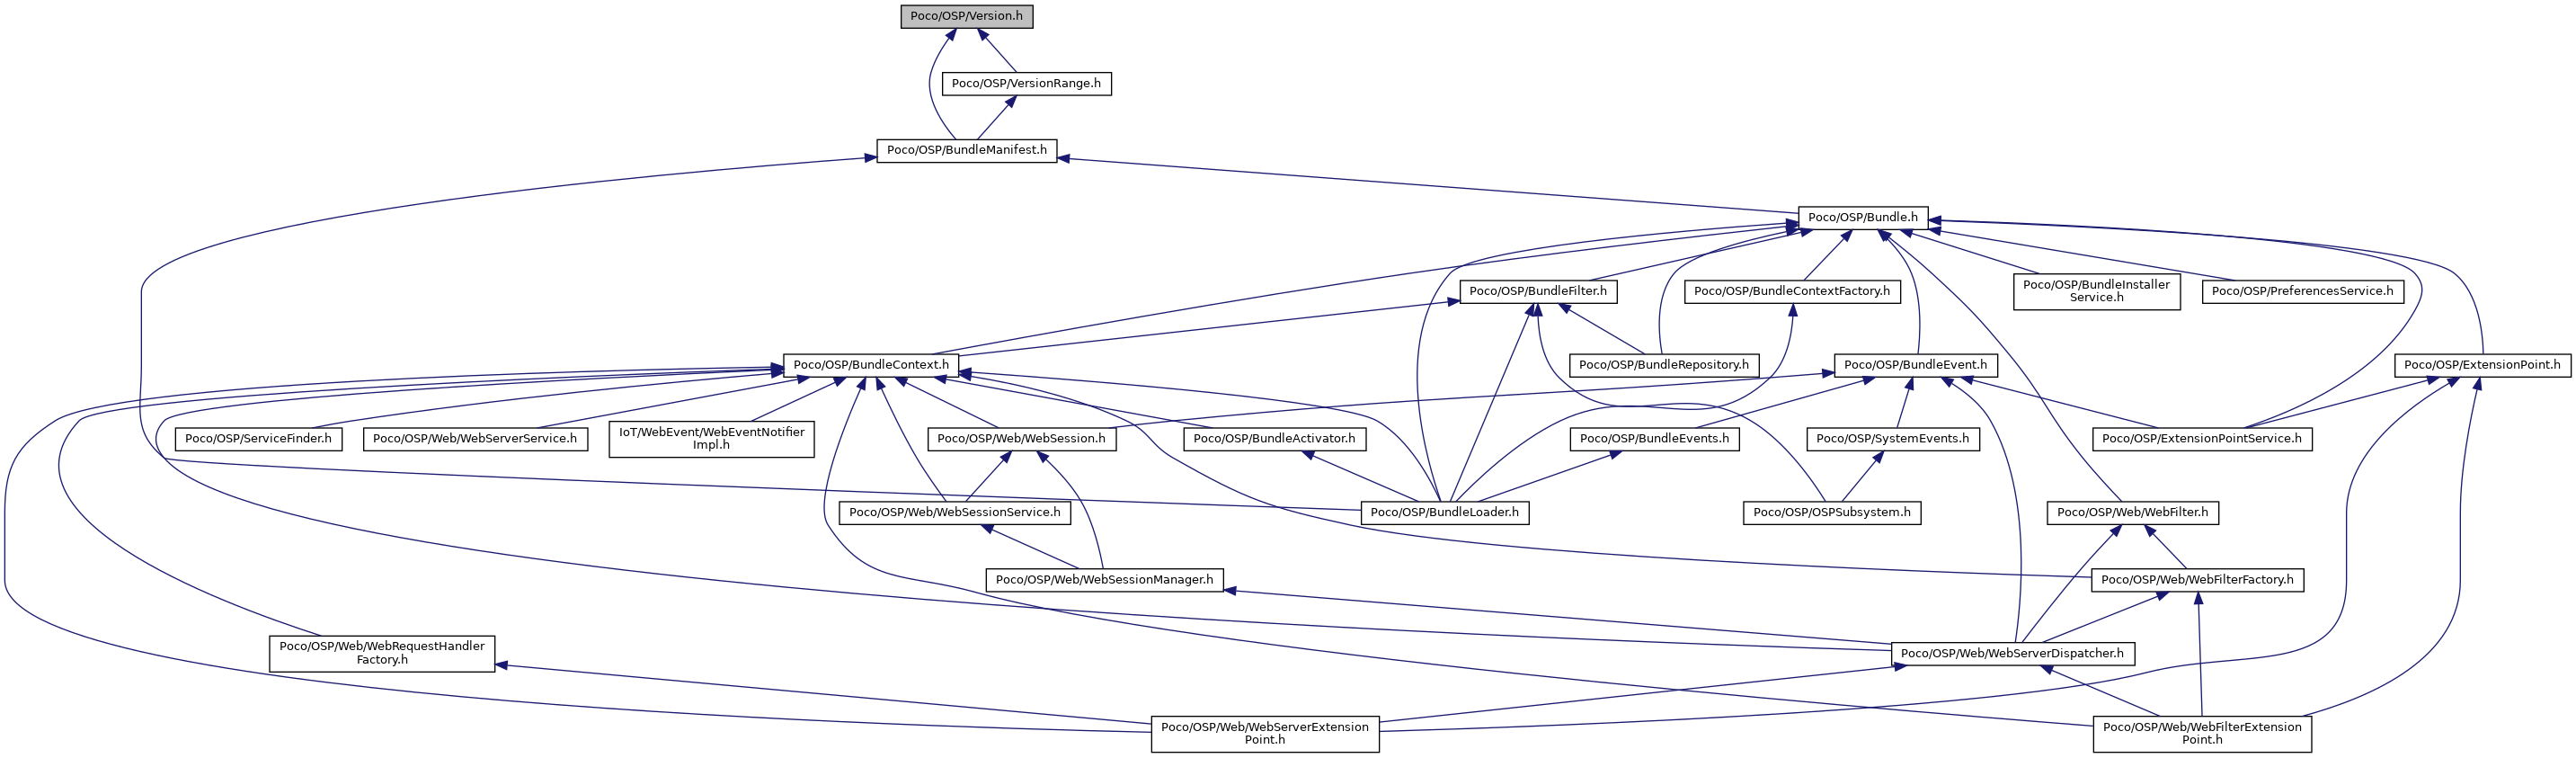 Poco/OSP/Version.h
Poco/OSP/VersionRange.h
Poco/OSP/BundleManifest.h
Poco/OSP/Bundle.h
Poco/OSP/BundleFilter.h
Poco/OSP/BundleContextFactory.h
Poco/OSP/BundleInstaller
Service.h
Poco/OSP/PreferencesService.h
Poco/OSP/BundleContext.h
Poco/OSP/BundleRepository.h
Poco/OSP/BundleEvent.h
Poco/OSP/ExtensionPoint.h
Poco/OSP/ServiceFinder.h
Poco/OSP/Web/WebServerService.h
IoT/WebEvent/WebEventNotifier
Impl.h
Poco/OSP/Web/WebSession.h
Poco/OSP/BundleActivator.h
Poco/OSP/BundleEvents.h
Poco/OSP/SystemEvents.h
Poco/OSP/ExtensionPointService.h
Poco/OSP/Web/WebSessionService.h
Poco/OSP/BundleLoader.h
Poco/OSP/OSPSubsystem.h
Poco/OSP/Web/WebFilter.h
Poco/OSP/Web/WebSessionManager.h
Poco/OSP/Web/WebFilterFactory.h
Poco/OSP/Web/WebRequestHandler
Factory.h
Poco/OSP/Web/WebServerDispatcher.h
Poco/OSP/Web/WebServerExtension
Point.h
Poco/OSP/Web/WebFilterExtension
Point.h